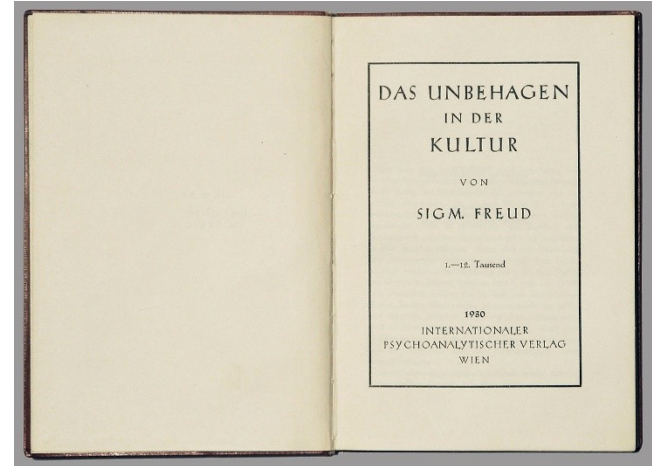 DAS UNBEHAGEN
IN DER
KULTUR
VON
SIGM. FREUD
1.—12. Tausend
1930
INTERNATIONALER
PSYCHOANALYTISCHER VERLAG
WIEN